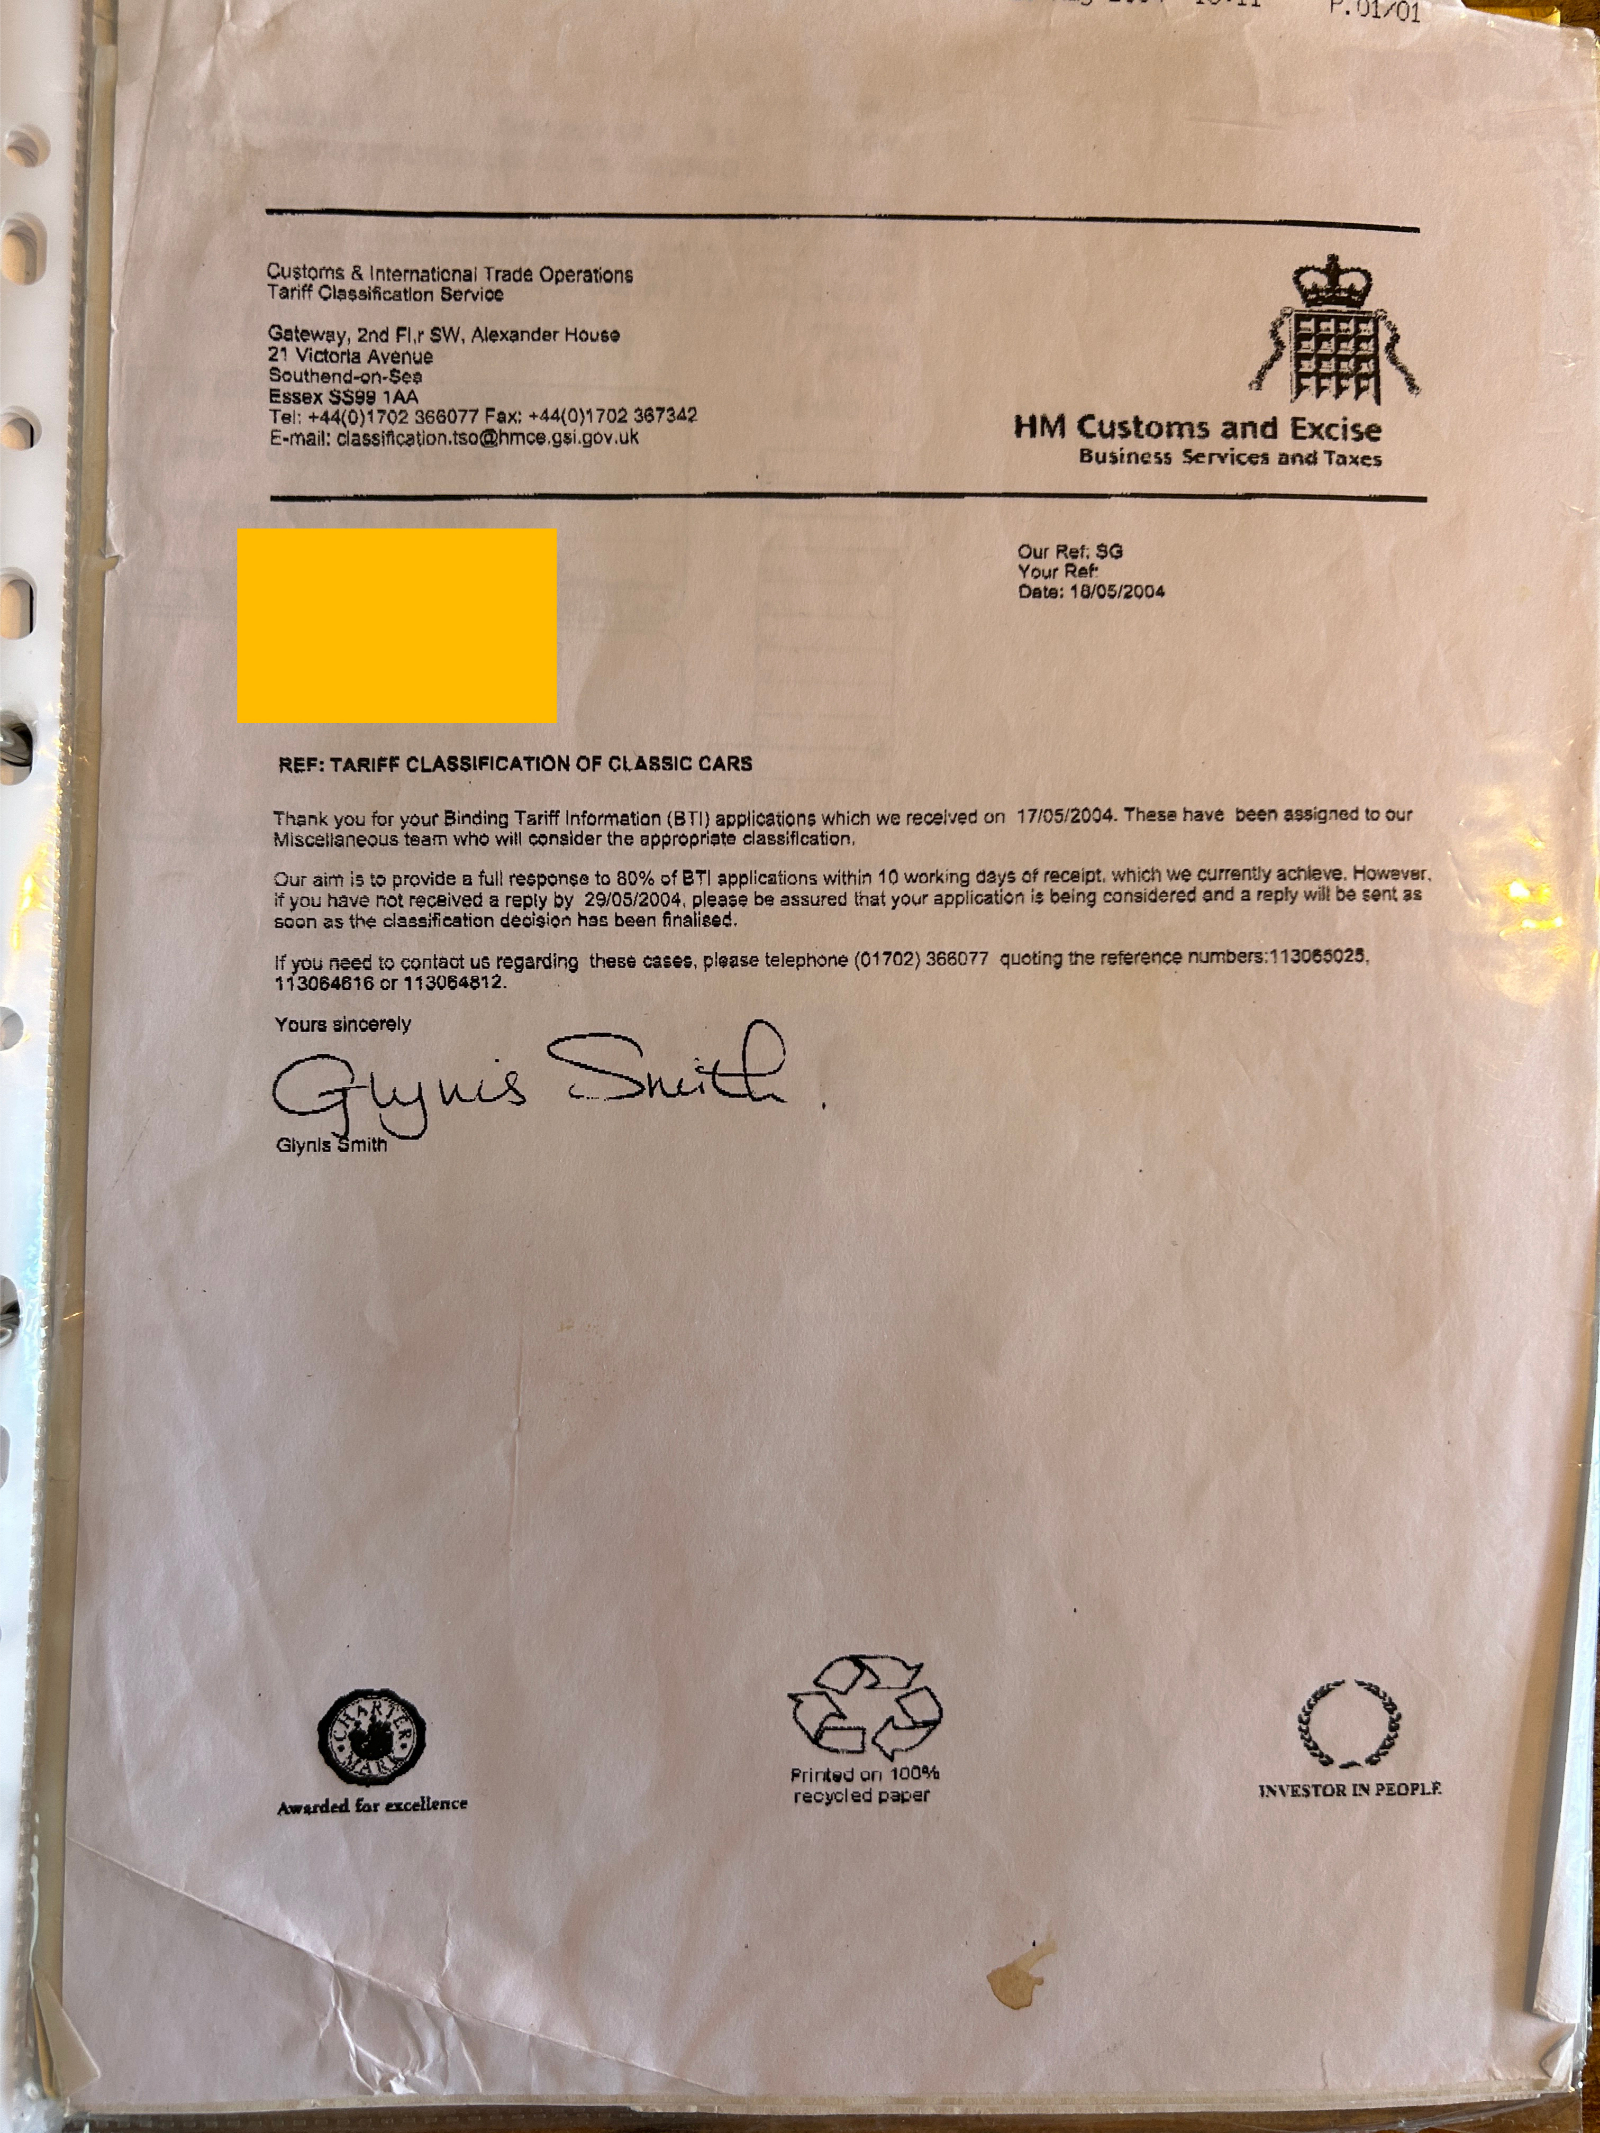 P.01/01
Customs & International Trade Operations
Tariff Classification Service
Gateway, 2nd Fl,r SW, Alexander House
21 Victoria Avenue
Southend-on-Sea
Essex SS99 1AA
Tel: +44(0)1702 366077 Fax: +44(0)1702 367342
E-mail: classification.tso@hmce.gsi.gov.uk
HM Customs and Excise
Business Services and Taxes
Our Ref: SG
Your Ref:
Date: 18/05/2004
REF: TARIFF CLASSIFICATION OF CLASSIC CARS
Thank you for your Binding Tariff Information (BTI) applications which we received on 17/05/2004. These have been assigned to our
Miscellaneous team who will consider the appropriate classification.
Our aim is to provide a full response to 80% of BTI applications within 10 working days of receipt, which we currently achieve. However,
if you have not received a reply by 29/05/2004, please be assured that your application is being considered and a reply will be sent as
soon as the classification decision has been finalised.
If you need to contact us regarding these cases, please telephone (01702) 366077 quoting the reference numbers:113065025,
113064616 or 113064812.
Yours sincerely
Glynis Smith
Glynis Smith
CHARTER MARK
Awarded for excellence
Printed on 100%
recycled paper
INVESTOR IN PEOPLE